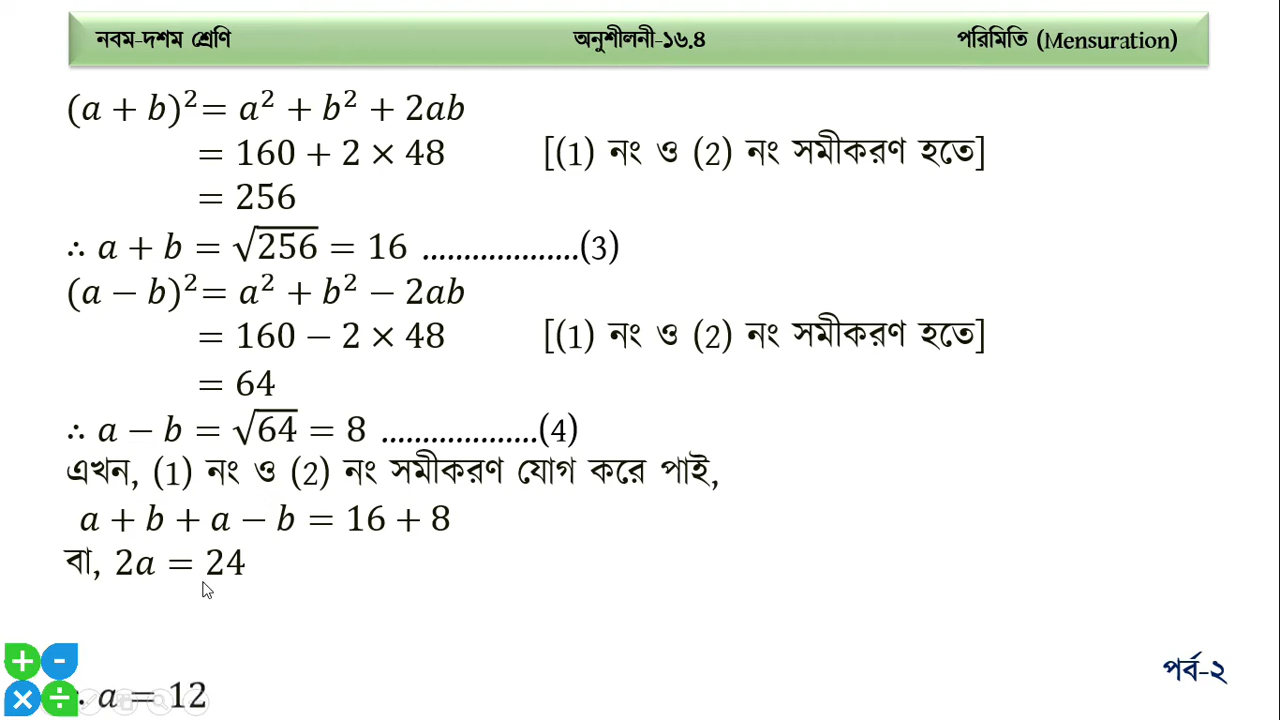 নবম-দশম শ্রেণি অনুশীলনী-১৬.৪ পরিমিতি (Mensuration)
(a + b)² = a² + b² + 2ab
= 160 + 2 × 48 [(1) নং ও (2) নং সমীকরণ হতে]
= 256
∴ a + b = √256 = 16 ...................(3)
(a − b)² = a² + b² − 2ab
= 160 − 2 × 48 [(1) নং ও (2) নং সমীকরণ হতে]
= 64
∴ a − b = √64 = 8 ...................(4)
এখন, (1) নং ও (2) নং সমীকরণ যোগ করে পাই,
a + b + a − b = 16 + 8
বা, 2a = 24
পর্ব-২
∴ a = 12